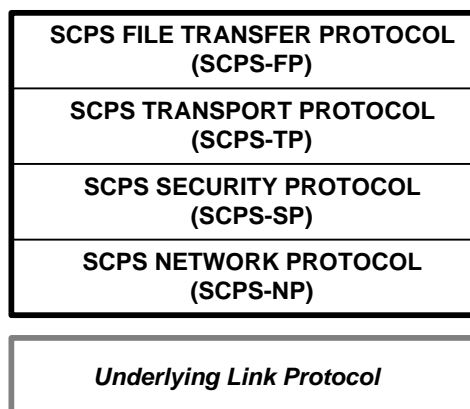 SCPS FILE TRANSFER PROTOCOL
(SCPS-FP)
SCPS TRANSPORT PROTOCOL
(SCPS-TP)
SCPS SECURITY PROTOCOL
(SCPS-SP)
SCPS NETWORK PROTOCOL
(SCPS-NP)
Underlying Link Protocol